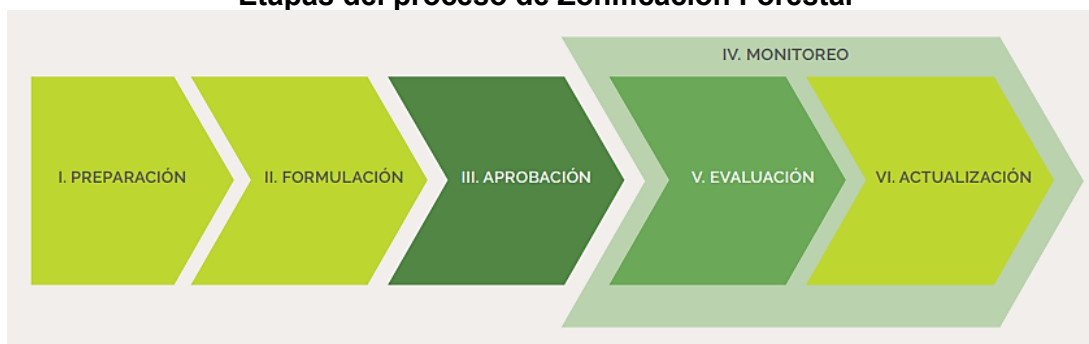 Etapas del proceso de Zonificación Forestal
IV. MONITOREO
I. PREPARACIÓN
II. FORMULACIÓN
III. APROBACIÓN
V. EVALUACIÓN
VI. ACTUALIZACIÓN